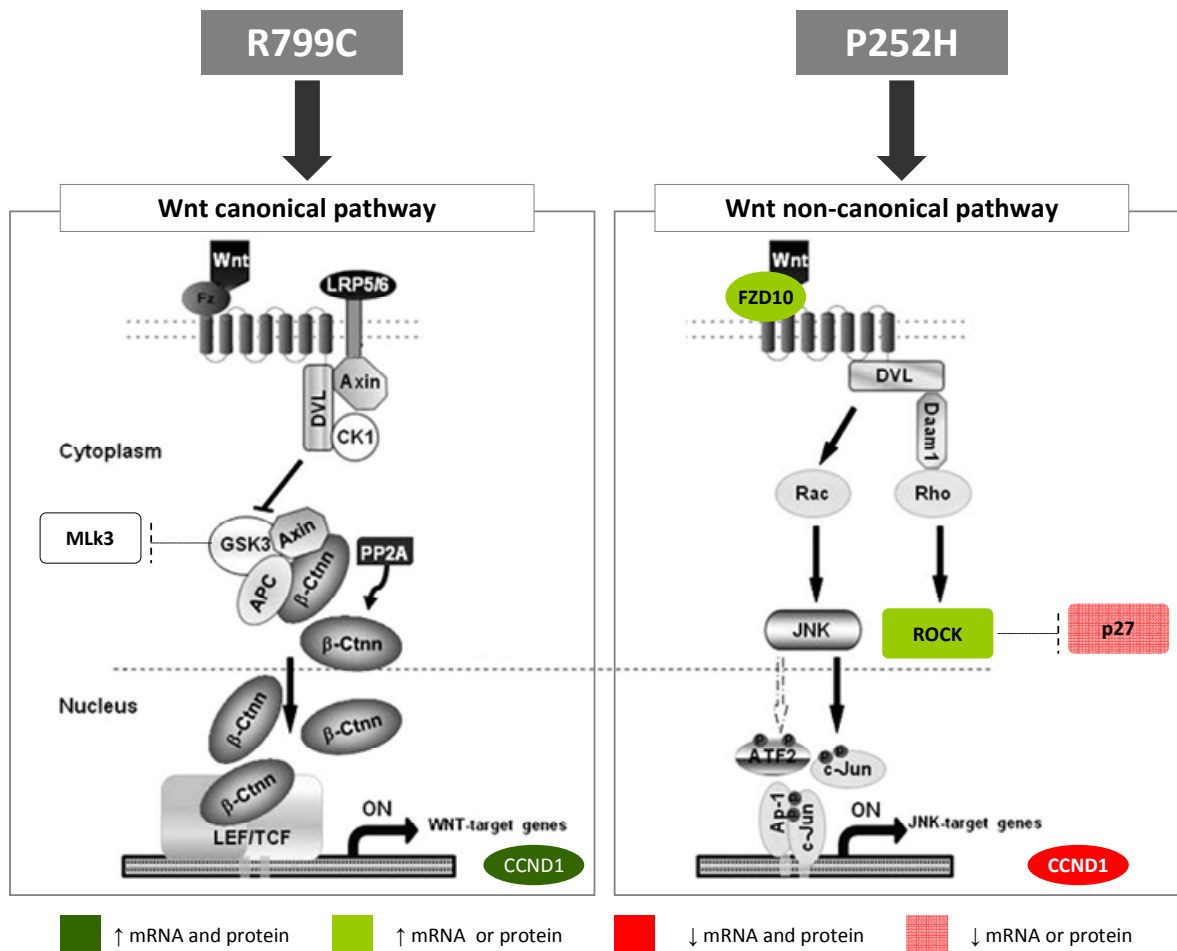 R799C
P252H
Wnt canonical pathway
Wnt non-canonical pathway
Wnt
Fz
LRP5/6
Axin
DVL
CK1
Cytoplasm
MLk3
GSK3
Axin
APC
β-Ctnn
PP2A
β-Ctnn
Nucleus
β-Ctnn
β-Ctnn
β-Ctnn
LEF/TCF
ON
WNT-target genes
CCND1
Wnt
FZD10
DVL
Daam1
Rac
Rho
JNK
ROCK
p27
P
P
ATF2
P
P
c-Jun
Ap-1
P
P
c-Jun
ON
JNK-target genes
CCND1
↑ mRNA and protein
↑ mRNA or protein
↓ mRNA and protein
↓ mRNA or protein